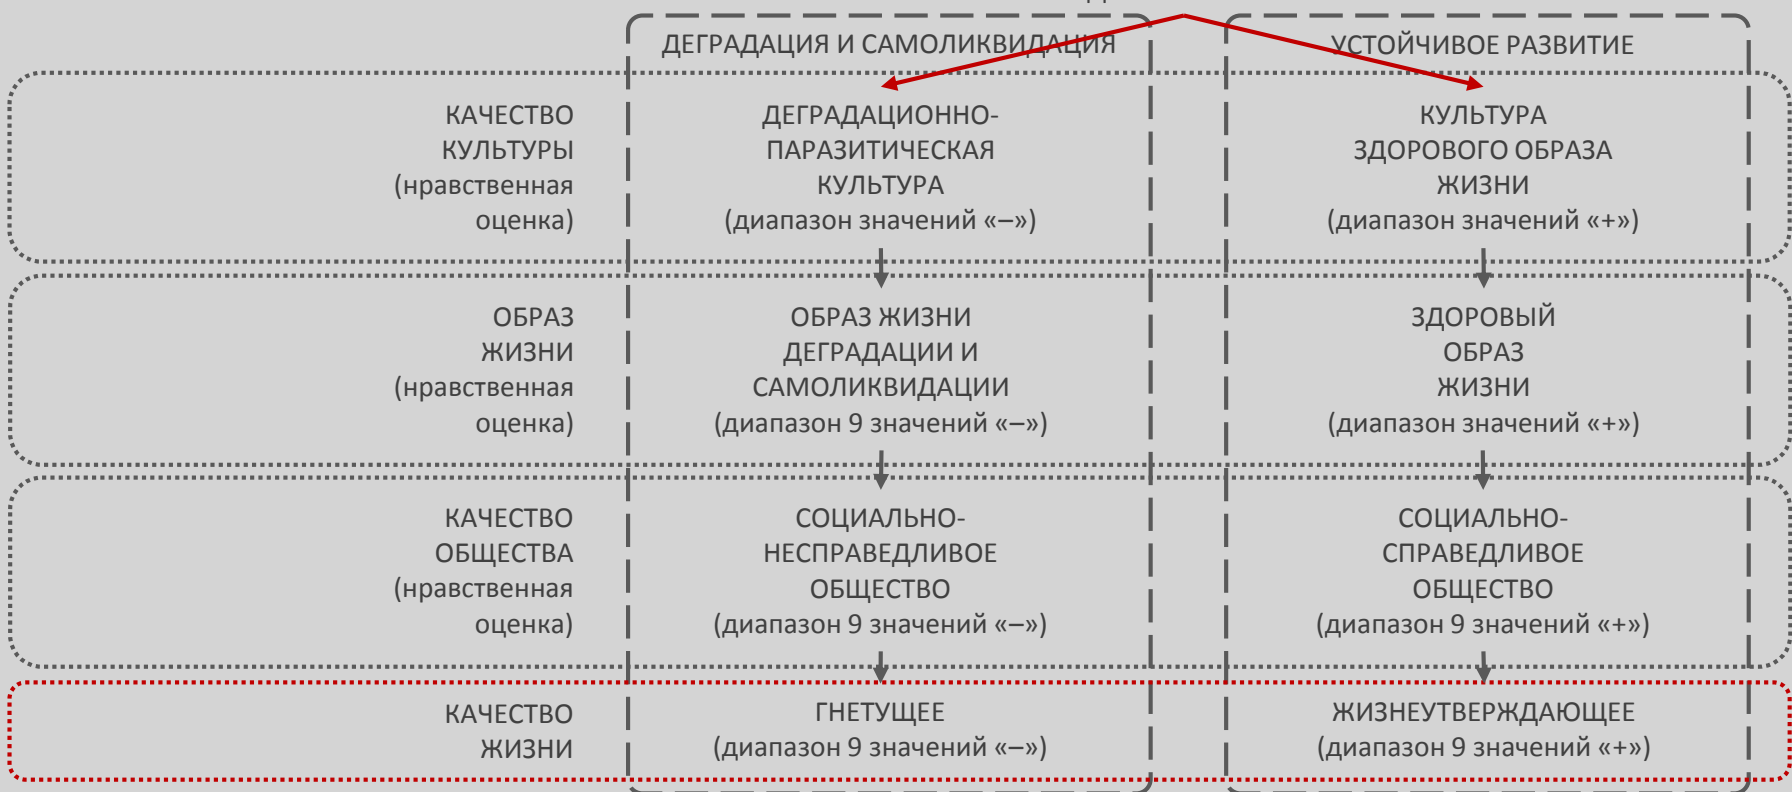 ДЕГРАДАЦИЯ И САМОЛИКВИДАЦИЯ
УСТОЙЧИВОЕ РАЗВИТИЕ
КАЧЕСТВО
КУЛЬТУРЫ
(нравственная
оценка)
ДЕГРАДАЦИОННО-
ПАРАЗИТИЧЕСКАЯ
КУЛЬТУРА
(диапазон значений «–»)
КУЛЬТУРА
ЗДОРОВОГО ОБРАЗА
ЖИЗНИ
(диапазон значений «+»)
ОБРАЗ
ЖИЗНИ
(нравственная
оценка)
ОБРАЗ ЖИЗНИ
ДЕГРАДАЦИИ И
САМОЛИКВИДАЦИИ
(диапазон 9 значений «–»)
ЗДОРОВЫЙ
ОБРАЗ
ЖИЗНИ
(диапазон значений «+»)
КАЧЕСТВО
ОБЩЕСТВА
(нравственная
оценка)
СОЦИАЛЬНО-
НЕСПРАВЕДЛИВОЕ
ОБЩЕСТВО
(диапазон 9 значений «–»)
СОЦИАЛЬНО-
СПРАВЕДЛИВОЕ
ОБЩЕСТВО
(диапазон 9 значений «+»)
КАЧЕСТВО
ЖИЗНИ
ГНЕТУЩЕЕ
(диапазон 9 значений «–»)
ЖИЗНЕУТВЕРЖДАЮЩЕЕ
(диапазон 9 значений «+»)